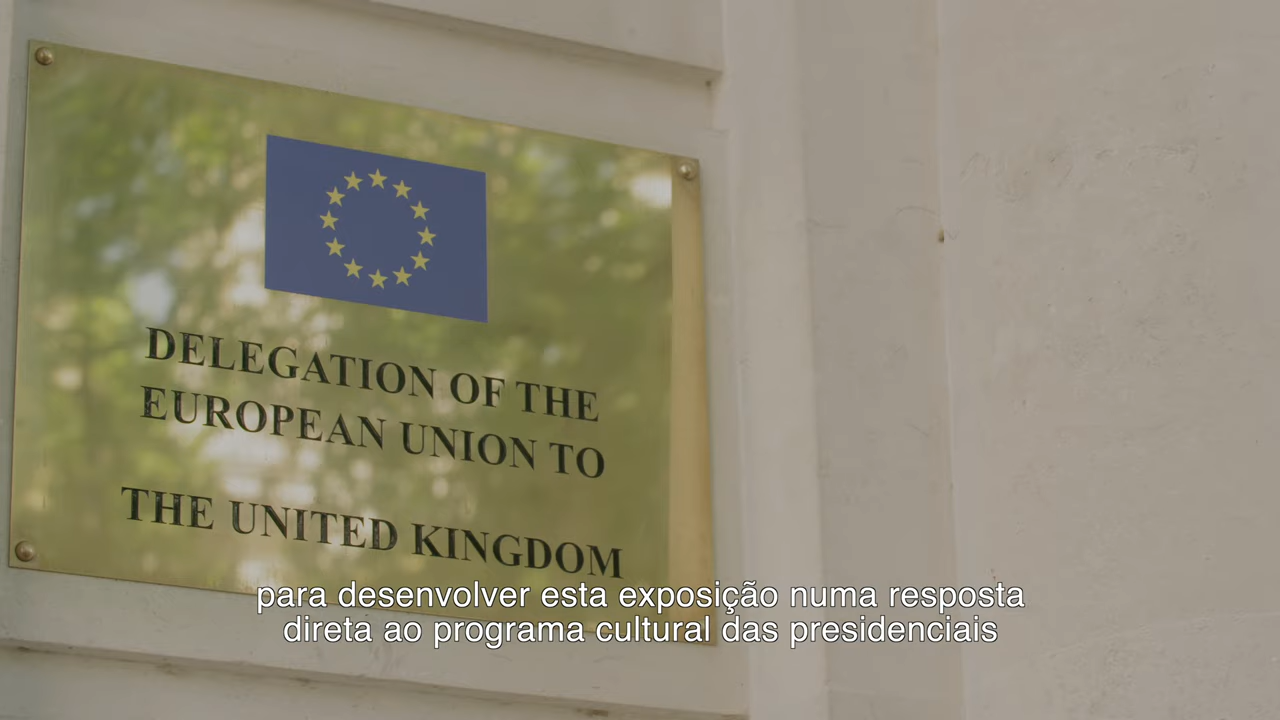 DELEGATION OF THE
EUROPEAN UNION TO
THE UNITED KINGDOM
para desenvolver esta exposição numa resposta
direta ao programa cultural das presidenciais